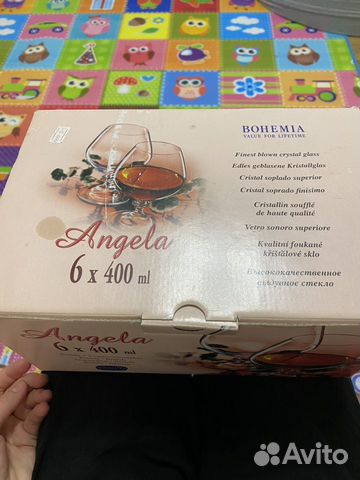 BOHEMIA
VALUE FOR LIFETIME
Finest blown crystal glass
Edles geblasene Kristollglas
Cristal soplado superior
Cristal soprado finísimo
Cristallin soufflé
de haute qualité
Vetro sonoro superiore
Kvalitní foukané
křišťálové sklo
Высококачественное
выдувное стекло
Angela
6 x 400 ml
Angela
6 x 400 ml
Avito